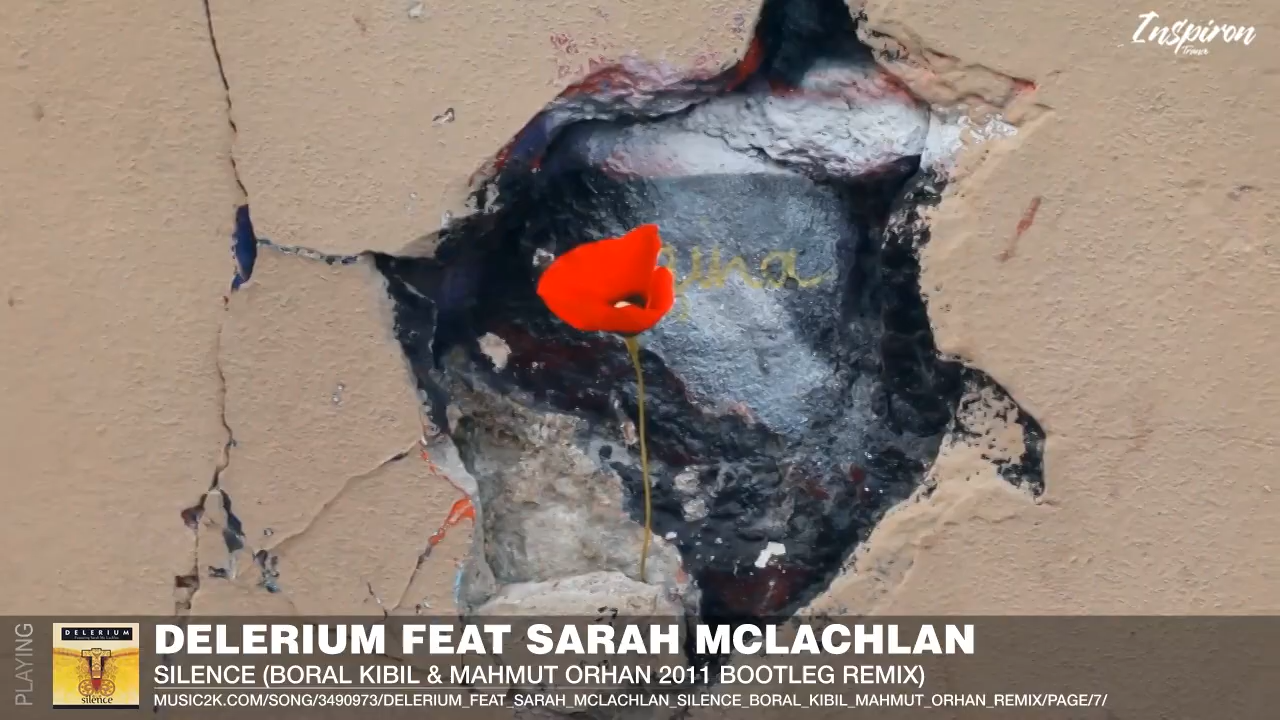 Inspiron
Trance
DELERIUM FEAT SARAH MCLACHLAN
SILENCE (BORAL KIBIL & MAHMUT ORHAN 2011 BOOTLEG REMIX)
MUSIC2K.COM/SONG/3490973/DELERIUM_FEAT_SARAH_MCLACHLAN_SILENCE_BORAL_KIBIL_MAHMUT_ORHAN_REMIX/PAGE/7/
PLAYING
DELERIUM
silence